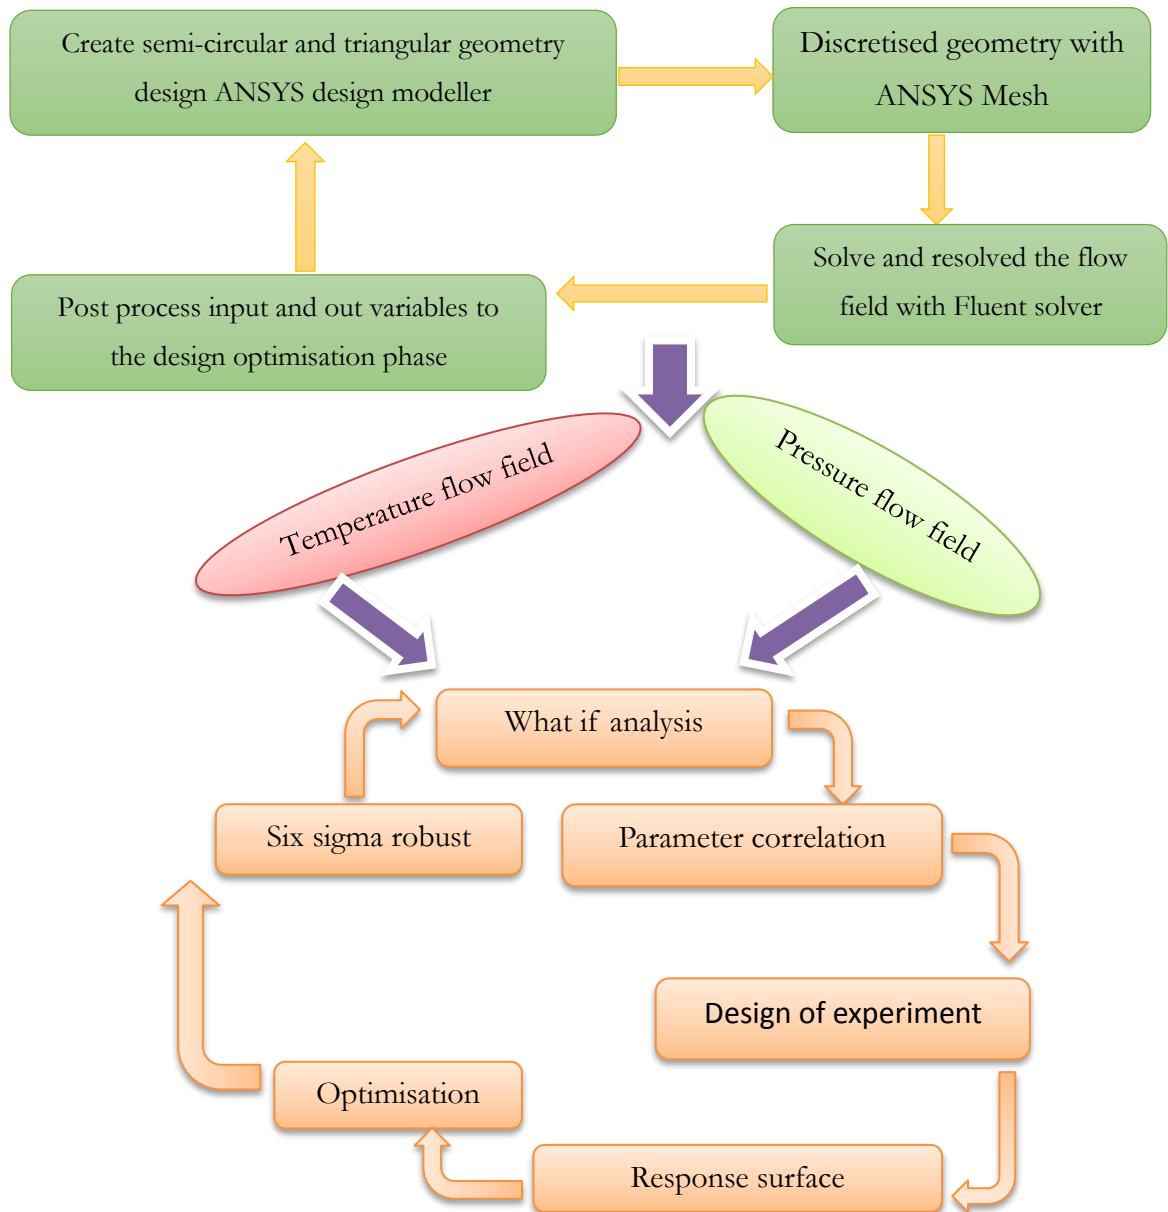 Create semi-circular and triangular geometry
design ANSYS design modeller
Discretised geometry with
ANSYS Mesh
Solve and resolved the flow
field with Fluent solver
Post process input and out variables to
the design optimisation phase
Temperature flow field
Pressure flow field
What if analysis
Six sigma robust
Parameter correlation
Design of experiment
Optimisation
Response surface